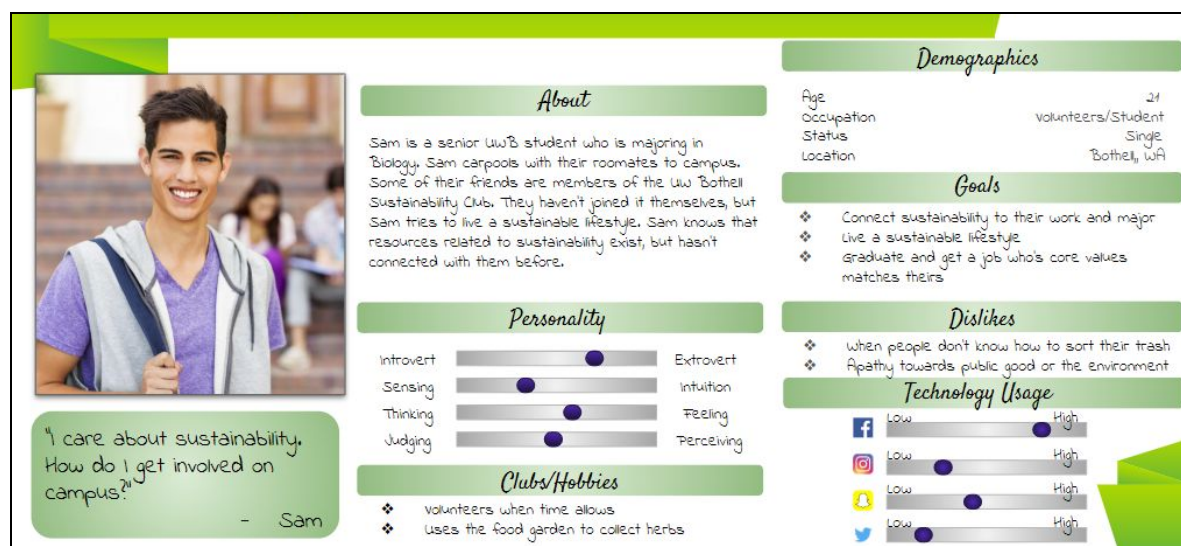 About
Sam is a senior UWB student who is majoring in
Biology. Sam carpools with their roomates to campus.
Some of their friends are members of the UW Bothell
Sustainability Club. They haven't joined it themselves, but
Sam tries to live a sustainable lifestyle. Sam knows that
resources related to sustainability exist, but hasn't
connected with them before.
Personality
Introvert Extrovert
Sensing Intuition
Thinking Feeling
Judging Perceiving
Clubs/Hobbies
❖ Volunteers when time allows
❖ Uses the food garden to collect herbs
"I care about sustainability.
How do I get involved on
campus?"
- Sam
Demographics
Age 21
Occupation Volunteers/Student
Status Single
Location Bothell, WA
Goals
❖ Connect sustainability to their work and major
❖ Live a sustainable lifestyle
❖ Graduate and get a job who's core values
matches theirs
Dislikes
❖ When people don't know how to sort their trash
❖ Apathy towards public good or the environment
Technology Usage
Low High
Low High
Low High
Low High